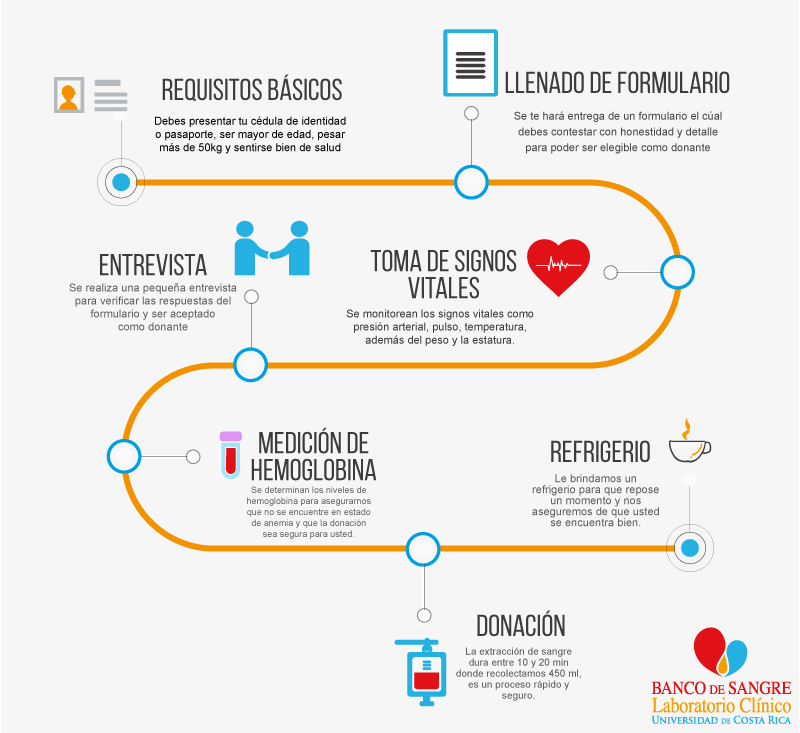 REQUISITOS BÁSICOS
Debes presentar tu cédula de identidad
o pasaporte, ser mayor de edad, pesar
más de 50kg y sentirse bien de salud
LLENADO DE FORMULARIO
Se te hará entrega de un formulario el cúal
debes contestar con honestidad y detalle
para poder ser elegible como donante
TOMA DE SIGNOS
VITALES
Se monitorean los signos vitales como
presión arterial, pulso, temperatura,
además del peso y la estatura.
ENTREVISTA
Se realiza una pequeña entrevista
para verificar las respuestas del
formulario y ser aceptado
como donante
MEDICIÓN DE
HEMOGLOBINA
Se determinan los niveles de
hemoglobina para asegurarnos
que no se encuentre en estado
de anemia y que la donación
sea segura para usted.
DONACIÓN
La extracción de sangre
dura entre 10 y 20 min
donde recolectamos 450 ml,
es un proceso rápido y
seguro.
REFRIGERIO
Le brindamos un
refrigerio para que repose
un momento y nos
aseguremos de que usted
se encuentra bien.
BANCO DE SANGRE
Laboratorio Clínico
UNIVERSIDAD DE COSTA RICA